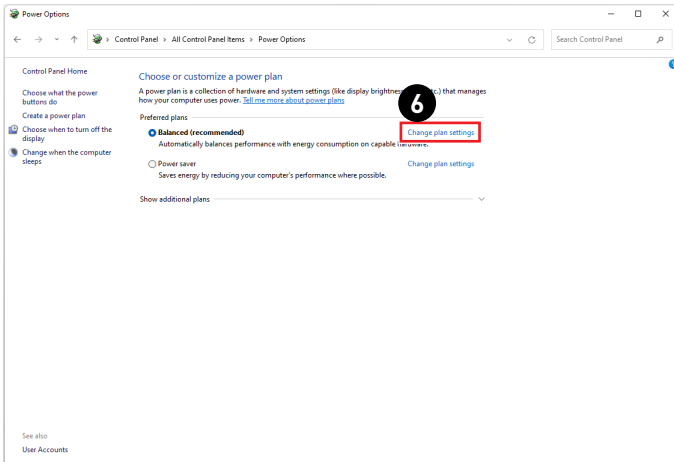 Power Options
Control Panel > All Control Panel Items > Power Options
Search Control Panel
Control Panel Home
Choose what the power
buttons do
Create a power plan
Choose when to turn off the
display
Change when the computer
sleeps
Choose or customize a power plan
A power plan is a collection of hardware and system settings (like display brightness, etc.) that manages
how your computer uses power. Tell me more about power plans
6
Preferred plans
Balanced (recommended)
Change plan settings
Automatically balances performance with energy consumption on capable hardware.
Power saver
Change plan settings
Saves energy by reducing your computer's performance where possible.
Show additional plans
See also
User Accounts